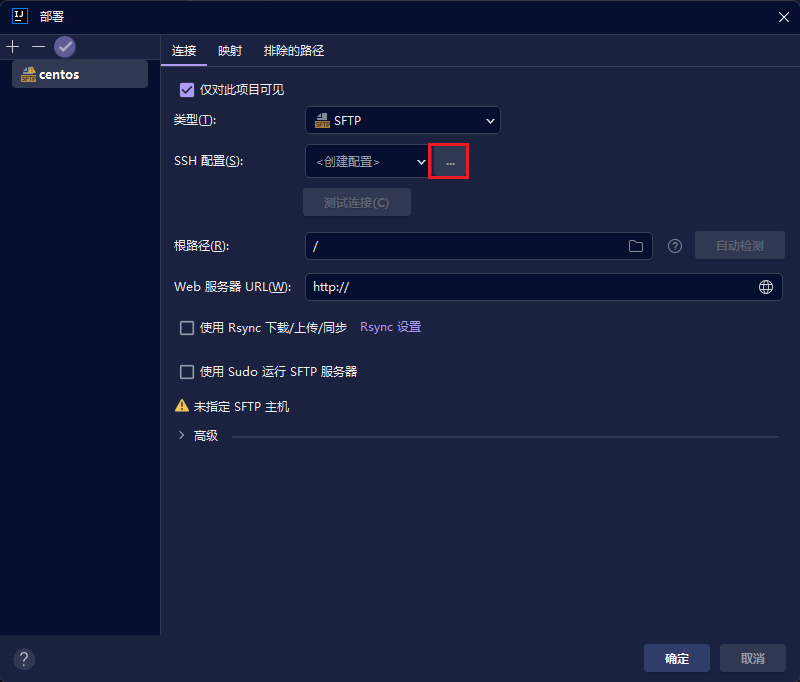 部署
centos
连接 映射 排除的路径
仅对此项目可见
类型(T): SFTP
SSH 配置(S): <创建配置> ...
测试连接(C)
根路径(R): / 自动检测
Web 服务器 URL(W): http://
使用 Rsync 下载/上传/同步 Rsync 设置
使用 Sudo 运行 SFTP 服务器
未指定 SFTP 主机
高级
? 确定 取消